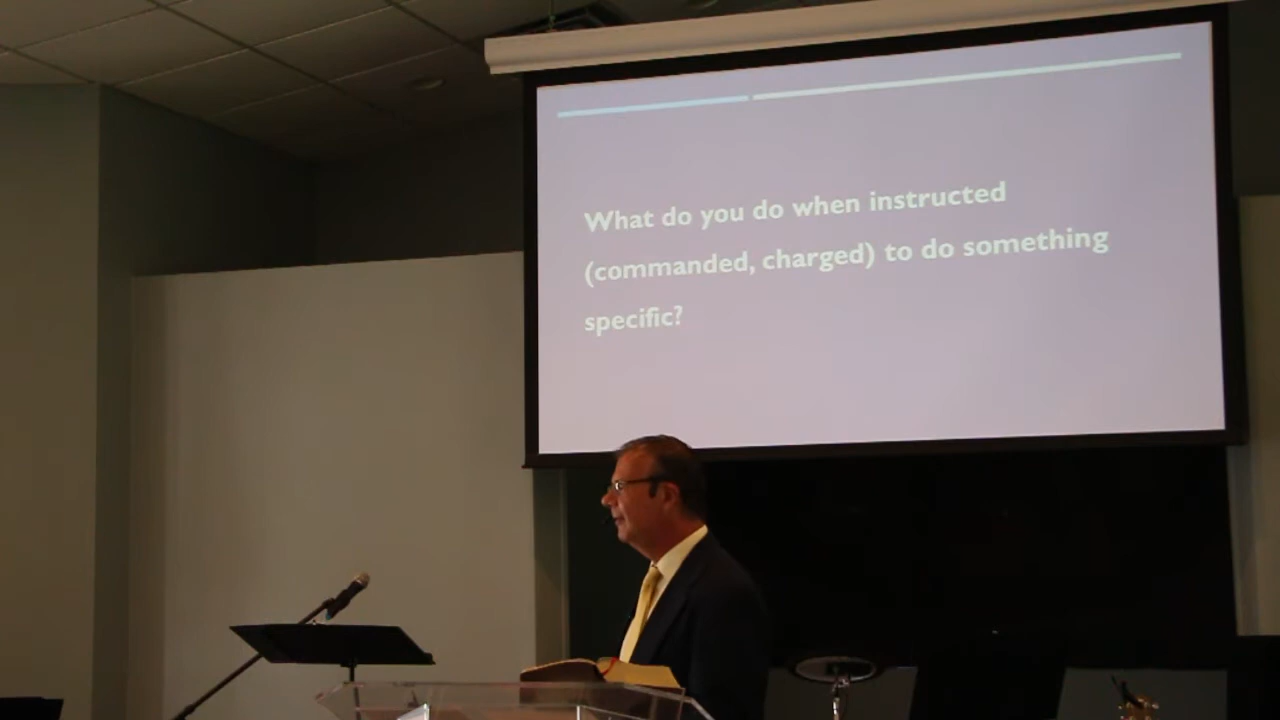 What do you do when instructed
(commanded, charged) to do something
specific?